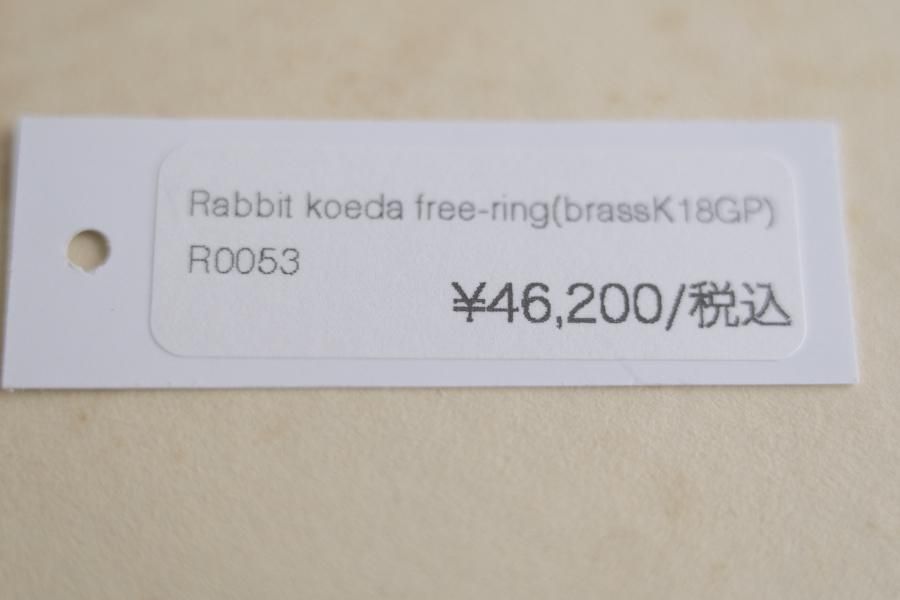 Rabbit koeda free-ring(brassK18GP)
R0053
¥46,200/税込